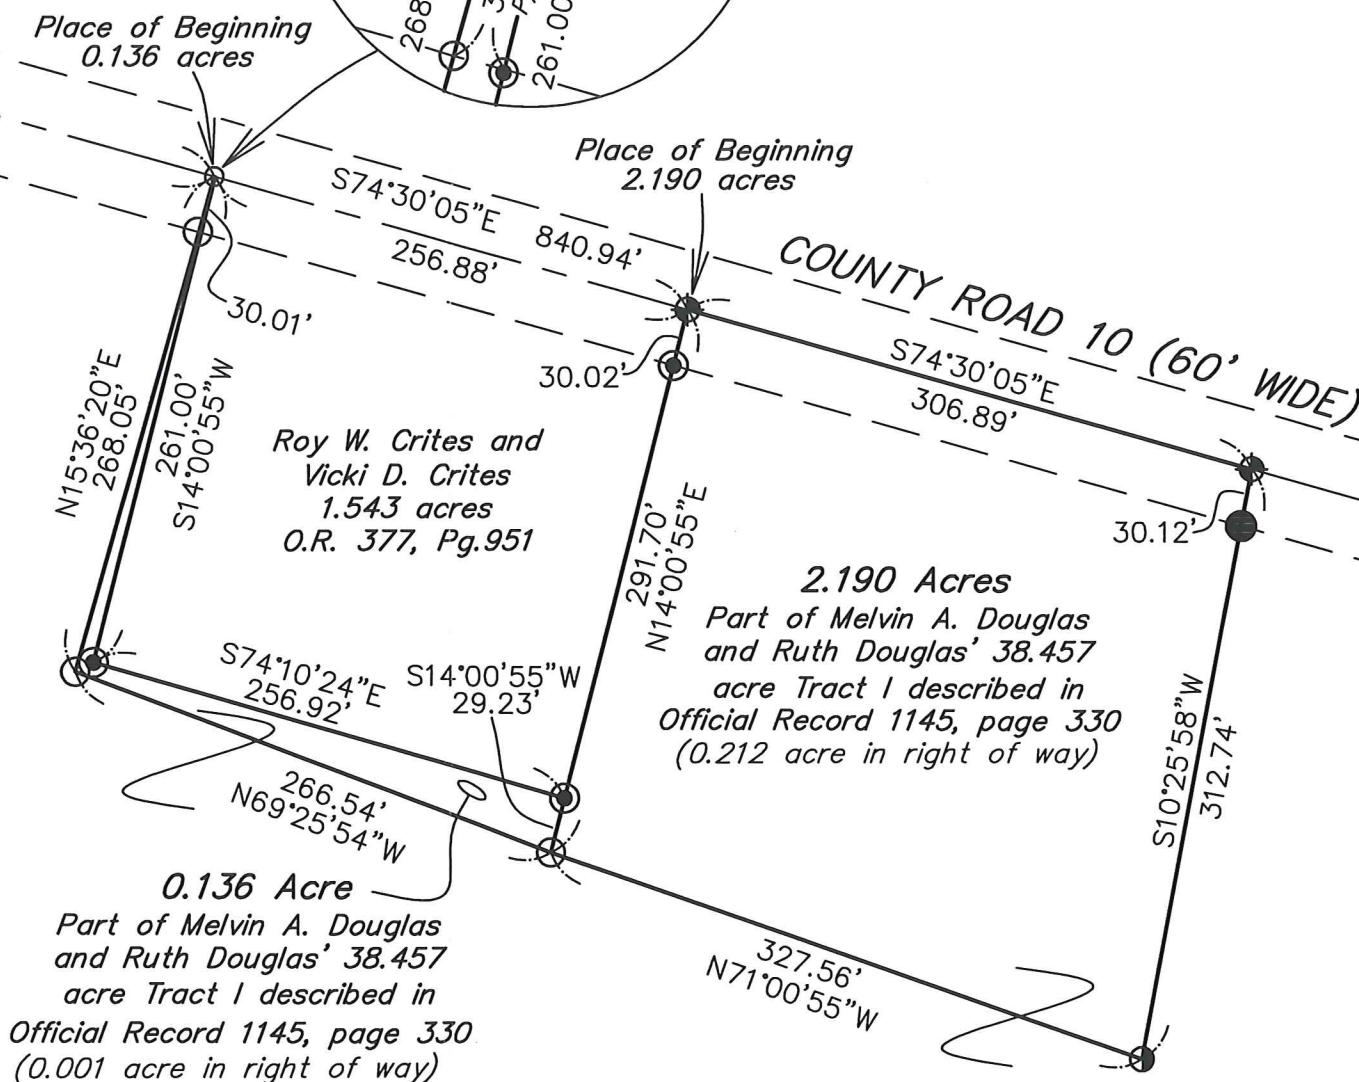 268
261.00
Place of Beginning
0.136 acres
Place of Beginning
2.190 acres
S74°30'05"E 840.94'
256.88'
COUNTY ROAD 10 (60' WIDE)
S74°30'05"E
306.89'
30.01'
30.02'
30.12'
N15°36'20"E
268.05'
261.00'
S14°00'55"W
Roy W. Crites and
Vicki D. Crites
1.543 acres
O.R. 377, Pg.951
291.70'
N14°00'55"E
2.190 Acres
Part of Melvin A. Douglas
and Ruth Douglas' 38.457
acre Tract I described in
Official Record 1145, page 330
(0.212 acre in right of way)
S10°25'58"W
312.74'
S74°10'24"E
256.92'
S14°00'55"W
29.23'
266.54'
N69°25'54"W
0.136 Acre
Part of Melvin A. Douglas
and Ruth Douglas' 38.457
acre Tract I described in
Official Record 1145, page 330
(0.001 acre in right of way)
327.56'
N71°00'55"W